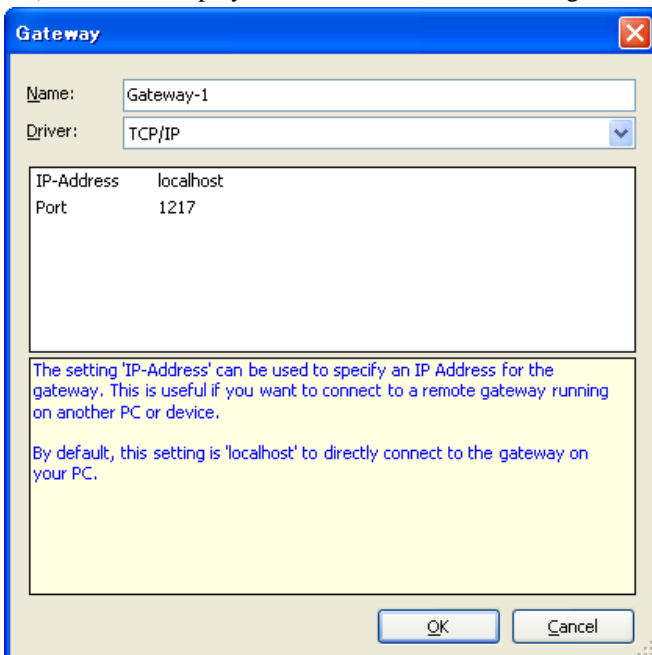 Gateway
Name: Gateway-1
Driver: TCP/IP
IP-Address localhost
Port 1217
The setting 'IP-Address' can be used to specify an IP Address for the
gateway. This is useful if you want to connect to a remote gateway running
on another PC or device.
By default, this setting is 'localhost' to directly connect to the gateway on
your PC.
OK Cancel